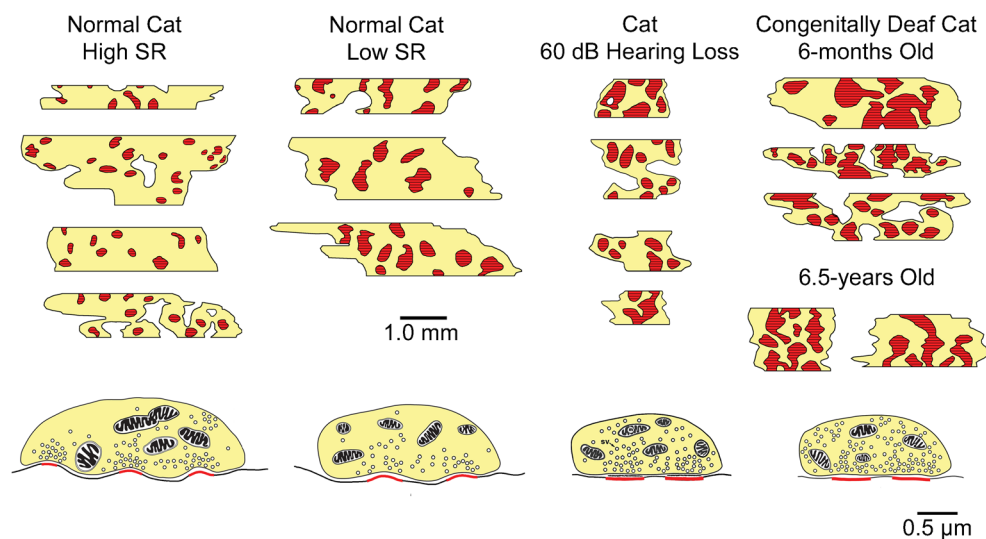 Normal Cat
High SR
Normal Cat
Low SR
Cat
60 dB Hearing Loss
Congenitally Deaf Cat
6-months Old
6.5-years Old
1.0 mm
sv
0.5 µm